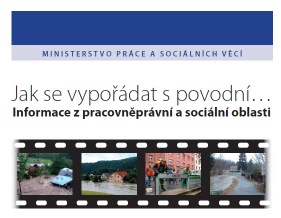 MINISTERSTVO PRÁCE A SOCIÁLNÍCH VĚCÍ
Jak se vypořádat s povodní…
Informace z pracovněprávní a sociální oblasti